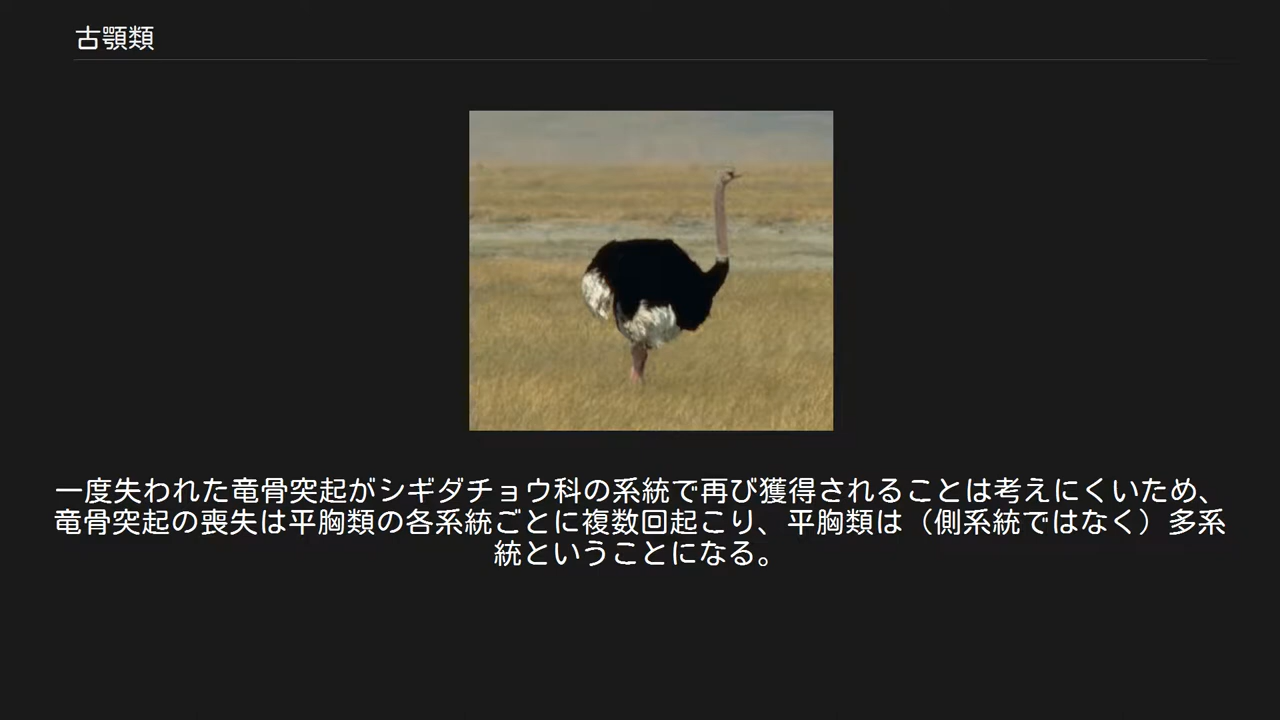 古顎類
一度失われた竜骨突起がシギダチョウ科の系統で再び獲得されることは考えにくいため、
竜骨突起の喪失は平胸類の各系統ごとに複数回起こり、平胸類は（側系統ではなく）多系
統ということになる。